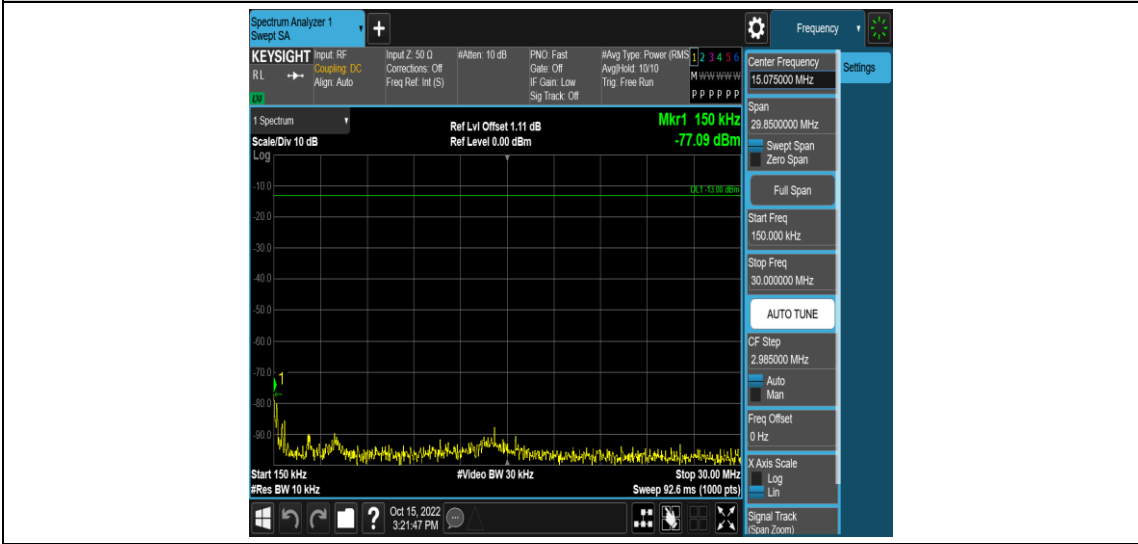 Spectrum Analyzer 1
Swept SA
+
Frequency
KEYSIGHT
RL
Input: RF
Coupling: DC
Align: Auto
Input Z: 50 Ω
Corrections: Off
Freq Ref: Int (S)
#Atten: 10 dB
PNO: Fast
Gate: Off
IF Gain: Low
Sig Track: Off
#Avg Type: Power (RMS
Avg|Hold: 10/10
Trig: Free Run
1 2 3 4 5 6
M W W W W W
P P P P P P
1 Spectrum
Scale/Div 10 dB
Log
Ref Lvl Offset 1.11 dB
Ref Level 0.00 dBm
Mkr1 150 kHz
-77.09 dBm
DL1 -13.00 dBm
-10.0
-20.0
-30.0
-40.0
-50.0
-60.0
-70.0
1
-80.0
-90.0
Start 150 kHz
#Video BW 30 kHz
Stop 30.00 MHz
#Res BW 10 kHz
Sweep 92.6 ms (1000 pts)
?
Oct 15, 2022
3:21:47 PM
Settings
Center Frequency
15.075000 MHz
Span
29.8500000 MHz
Swept Span
Zero Span
Full Span
Start Freq
150.000 kHz
Stop Freq
30.000000 MHz
AUTO TUNE
CF Step
2.985000 MHz
Auto
Man
Freq Offset
0 Hz
X Axis Scale
Log
Lin
Signal Track
(Span Zoom)